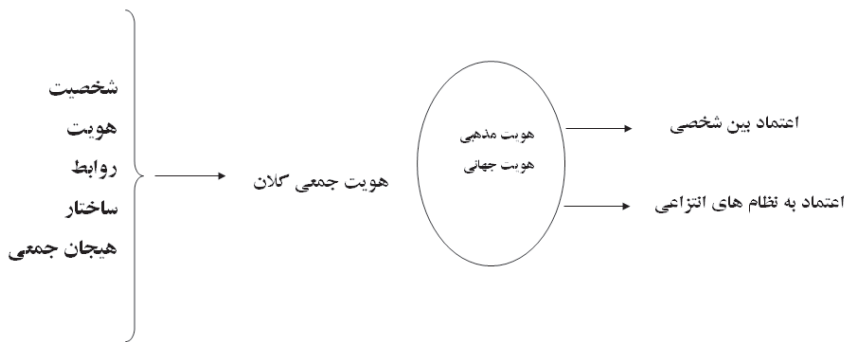 شخصیت
هویت
روابط
ساختار
هیجان جمعی
هویت جمعی کلان
هویت مذهبی
هویت جهانی
اعتماد بین شخصی
اعتماد به نظام های انتزاعی